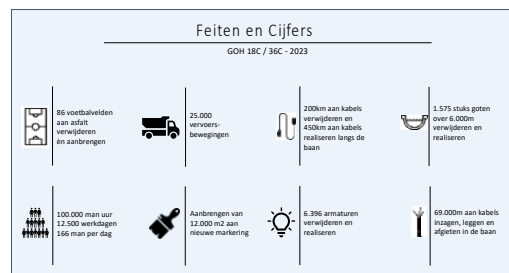 Feiten en Cijfers
GOH 18C / 36C - 2023
86 voetbalvelden
aan asfalt
verwijderen
èn aanbrengen
25.000
vervoers-
bewegingen
200km aan kabels
verwijderen en
450km aan kabels
realiseren langs de
baan
1.575 stuks goten
over 6.000m
verwijderen en
realiseren
100.000 man uur
12.500 werkdagen
166 man per dag
Aanbrengen van
12.000 m2 aan
nieuwe markering
6.396 armaturen
verwijderen en
realiseren
69.000m aan kabels
inzagen, leggen en
afgieten in de baan